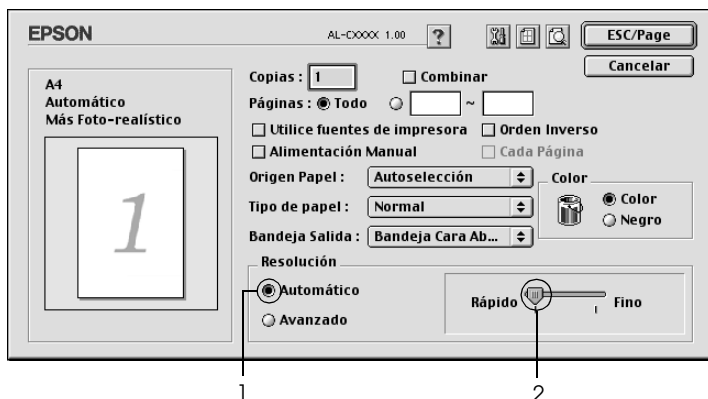 EPSON
AL-CXXXX 1.00
?
ESC/Page
Cancelar
A4
Automático
Más Foto-realístico
1
Copias : 1
Combinar
Páginas : Todo ~
Utilice fuentes de impresora
Orden Inverso
Alimentación Manual
Cada Página
Origen Papel : Autoselección
Tipo de papel : Normal
Bandeja Salida : Bandeja Cara Ab...
Color
Color
Negro
Resolución
Automático
Avanzado
Rápido
Fino
1
2